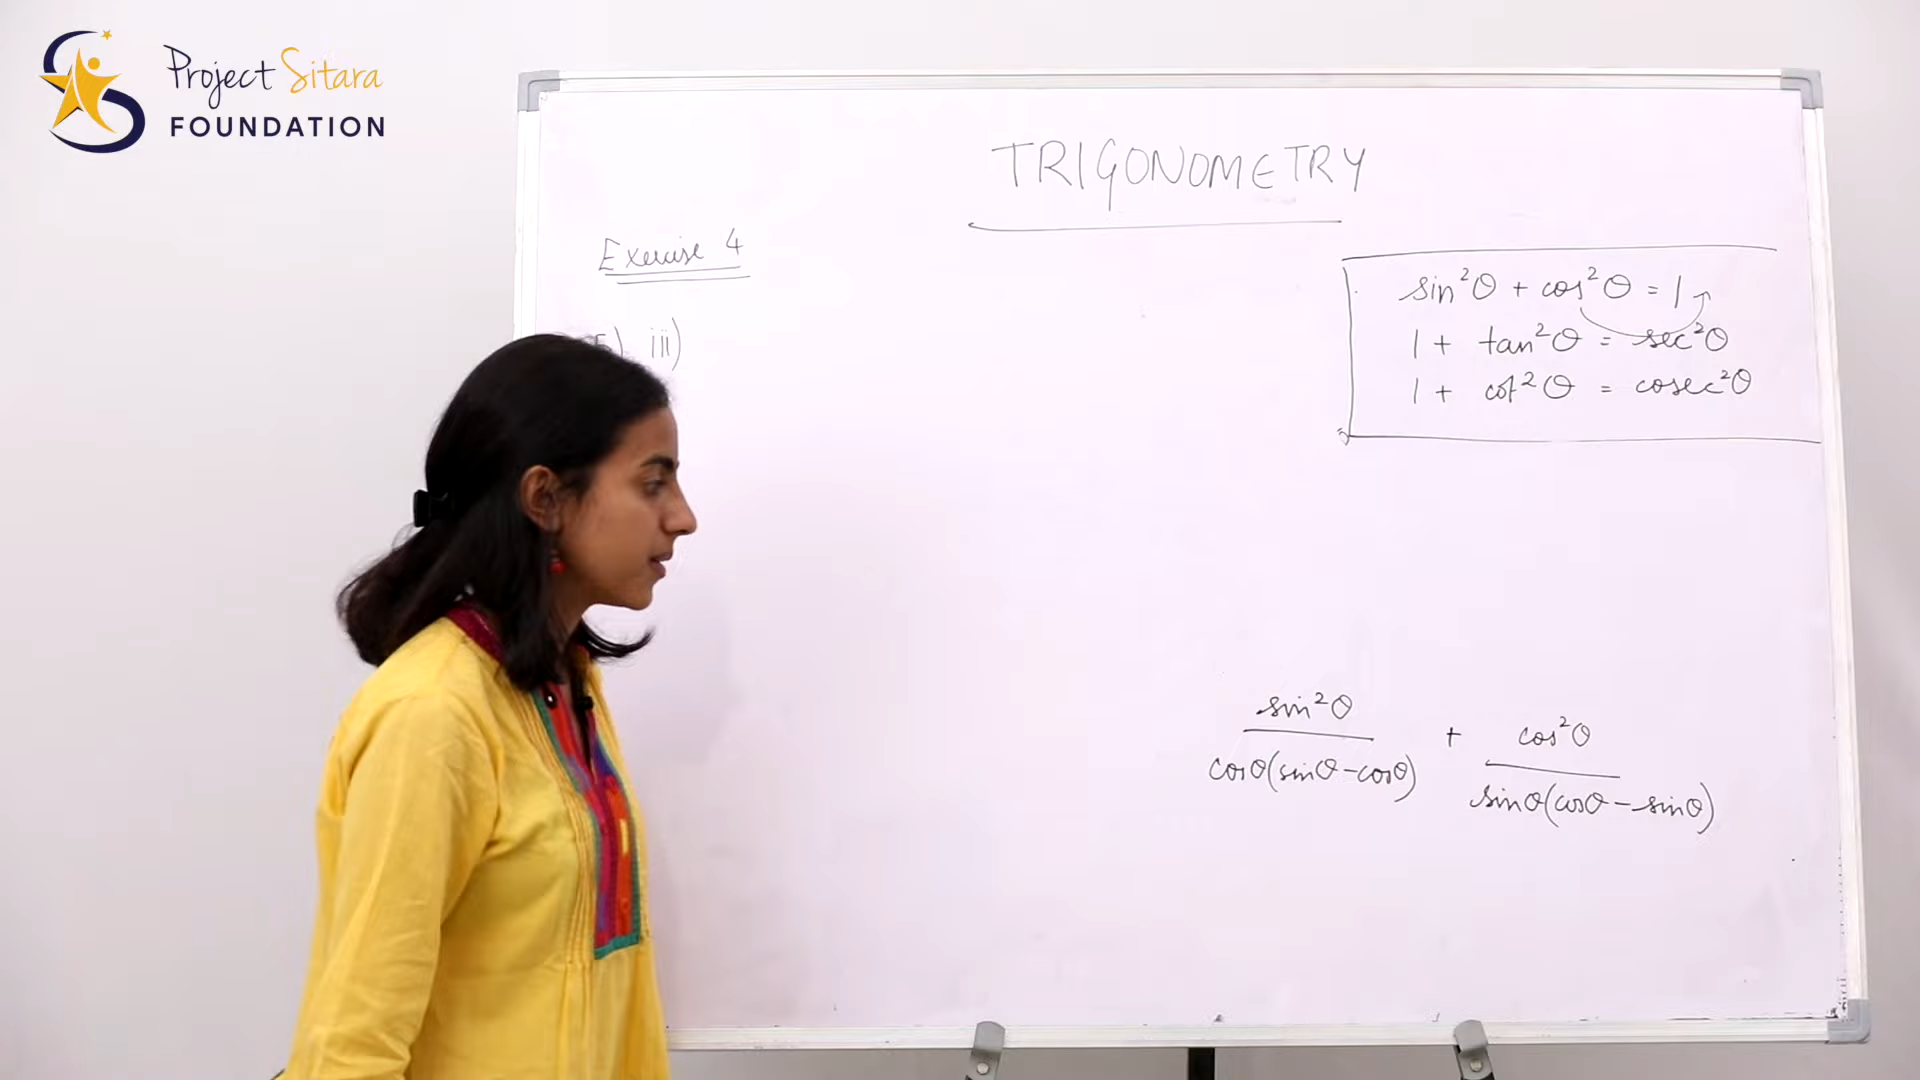 Project Sitara
FOUNDATION
TRIGONOMETRY
Exercise 4
5) iii)
sin²θ + cos²θ = 1
1 + tan²θ = sec²θ
1 + cot²θ = cosec²θ
sin²θ/cosθ(sinθ-cosθ) + cos²θ/sinθ(cosθ-sinθ)